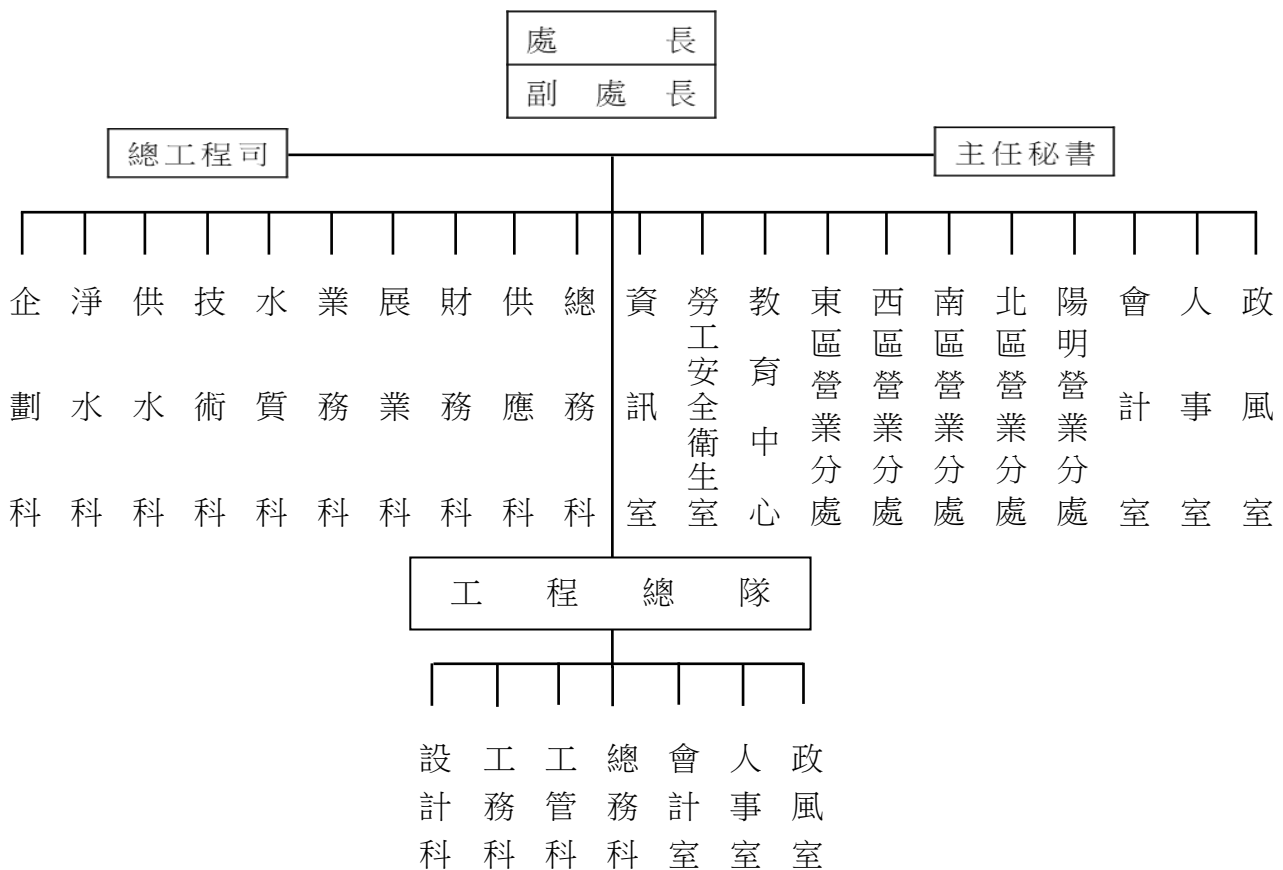 處長
副處長
總工程司
主任秘書
企劃科
淨水科
供水科
技術科
水質科
業務科
展業科
財務科
供應科
總務科
資訊室
勞工安全衛生室
教育中心
東區營業分處
西區營業分處
南區營業分處
北區營業分處
陽明營業分處
會計室
人事室
政風室
工程總隊
設計科
工務科
工管科
總務科
會計室
人事室
政風室